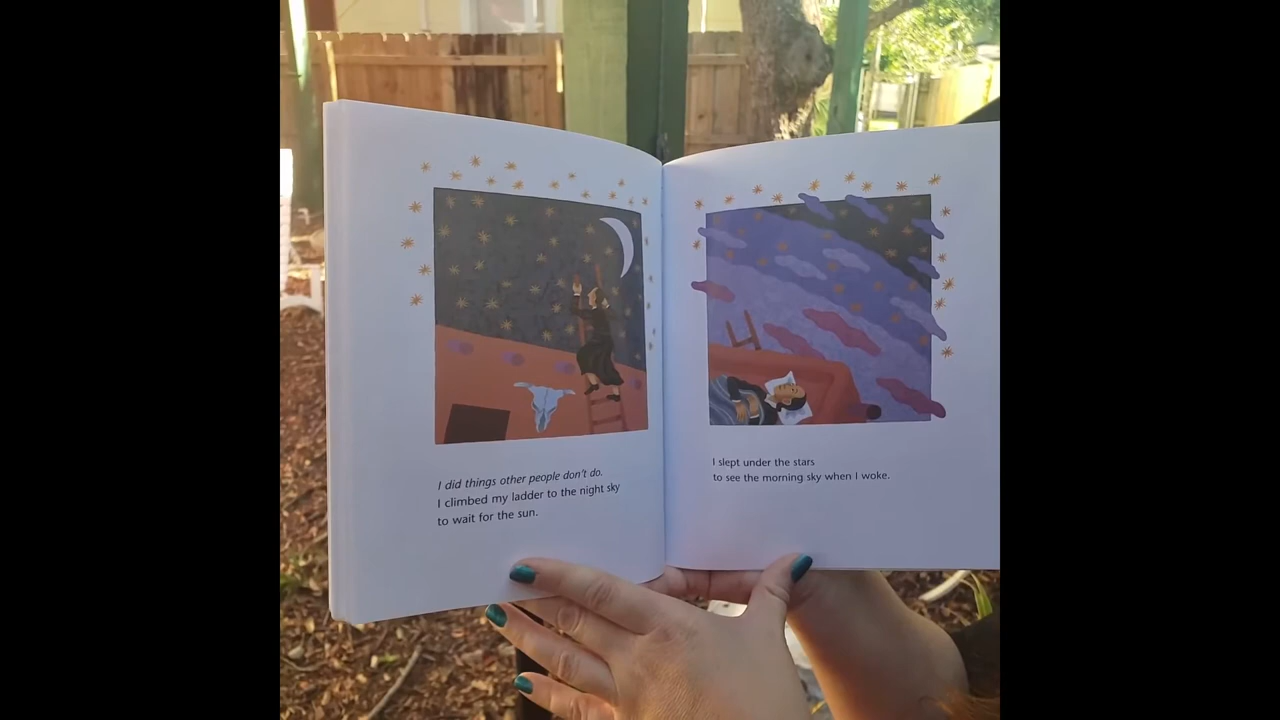 I did things other people don't do.
I climbed my ladder to the night sky
to wait for the sun.
I slept under the stars
to see the morning sky when I woke.